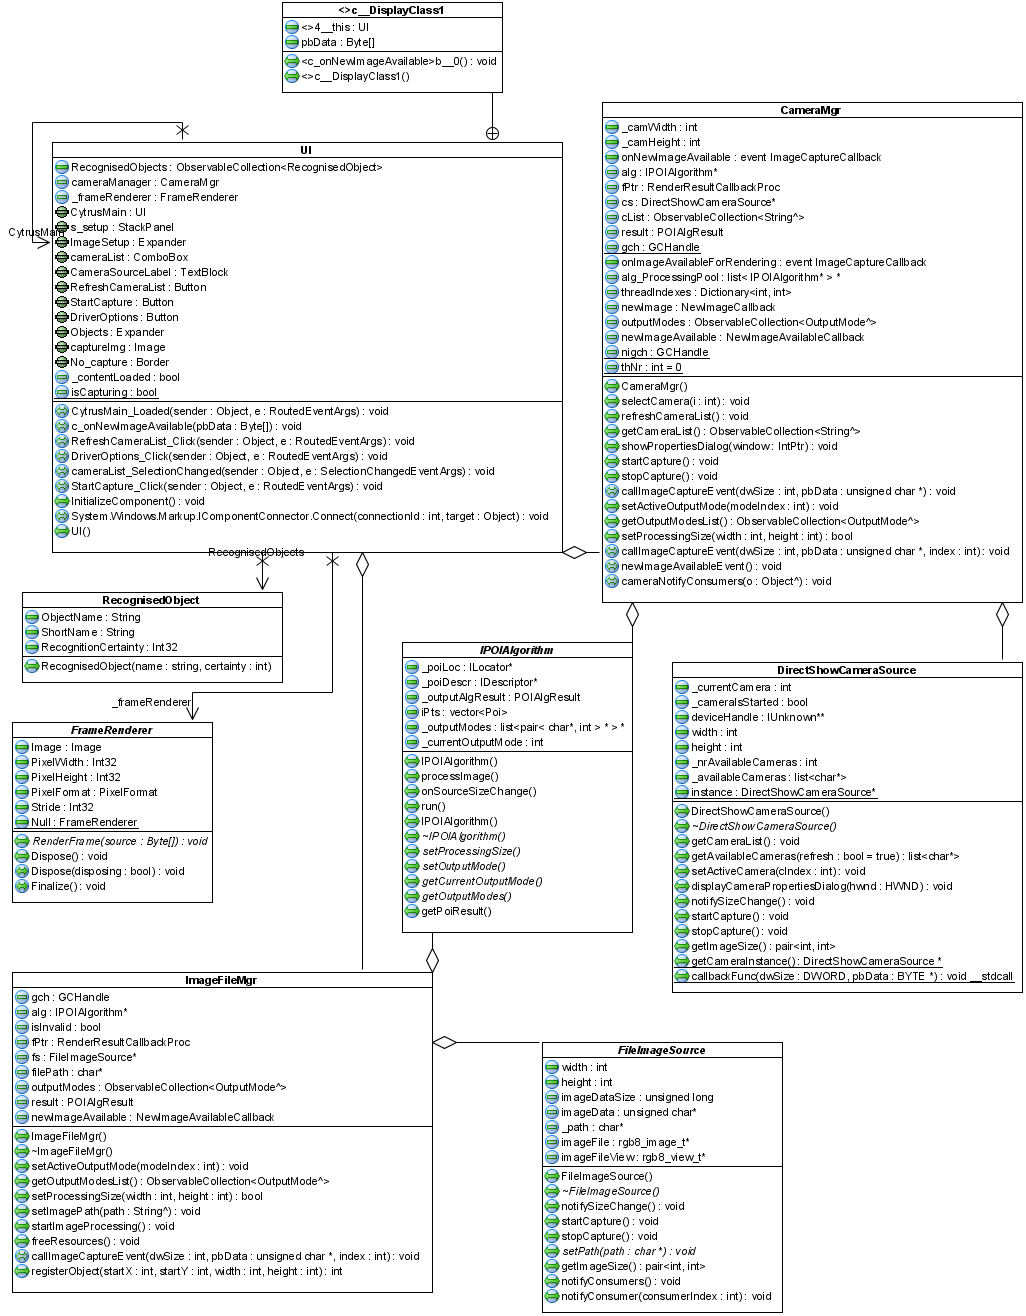 <>c__DisplayClass1
<>4__this : UI
pbData : Byte[]
<c_onNewImageAvailable>b__0() : void
<>c__DisplayClass1()
UI
RecognisedObjects : ObservableCollection<RecognisedObject>
cameraManager : CameraMgr
_frameRenderer : FrameRenderer
CytrusMain : UI
s_setup : StackPanel
ImageSetup : Expander
cameraList : ComboBox
CameraSourceLabel : TextBlock
RefreshCameraList : Button
StartCapture : Button
DriverOptions : Button
Objects : Expander
captureImg : Image
No_capture : Border
_contentLoaded : bool
isCapturing : bool
CytrusMain_Loaded(sender : Object, e : RoutedEventArgs) : void
c_onNewImageAvailable(pbData : Byte[]) : void
RefreshCameraList_Click(sender : Object, e : RoutedEventArgs) : void
DriverOptions_Click(sender : Object, e : RoutedEventArgs) : void
cameraList_SelectionChanged(sender : Object, e : SelectionChangedEventArgs) : void
StartCapture_Click(sender : Object, e : RoutedEventArgs) : void
InitializeComponent() : void
System.Windows.Markup.IComponentConnector.Connect(connectionId : int, target : Object) : void
UI()
CytrusMain
CameraMgr
_camWidth : int
_camHeight : int
onNewImageAvailable : event ImageCaptureCallback
alg : IPOIAlgorithm*
fPtr : RenderResultCallbackProc
cs : DirectShowCameraSource*
cList : ObservableCollection<String^>
result : POIAlgResult
gch : GCHandle
onImageAvailableForRendering : event ImageCaptureCallback
alg_ProcessingPool : list< IPOIAlgorithm* > *
threadIndexes : Dictionary<int, int>
newImage : NewImageCallback
outputModes : ObservableCollection<OutputMode^>
newImageAvailable : NewImageAvailableCallback
nigch : GCHandle
thNr : int = 0
CameraMgr()
selectCamera(i : int) : void
refreshCameraList() : void
getCameraList() : ObservableCollection<String^>
showPropertiesDialog(window : IntPtr) : void
startCapture() : void
stopCapture() : void
callImageCaptureEvent(dwSize : int, pbData : unsigned char *) : void
setActiveOutputMode(modeIndex : int) : void
getOutputModesList() : ObservableCollection<OutputMode^>
setProcessingSize(width : int, height : int) : bool
callImageCaptureEvent(dwSize : int, pbData : unsigned char *, index : int) : void
newImageAvailableEvent() : void
cameraNotifyConsumers(o : Object^) : void
RecognisedObjects
RecognisedObject
ObjectName : String
ShortName : String
RecognitionCertainty : Int32
RecognisedObject(name : string, certainty : int)
_frameRenderer
FrameRenderer
Image : Image
PixelWidth : Int32
PixelHeight : Int32
PixelFormat : PixelFormat
Stride : Int32
Null : FrameRenderer
RenderFrame(source : Byte[]) : void
Dispose() : void
Dispose(disposing : bool) : void
Finalize() : void
IPOIAlgorithm
_poiLoc : ILocator*
_poiDescr : IDescriptor*
_outputAlgResult : POIAlgResult
iPts : vector<Poi>
_outputModes : list<pair< char*, int > * > *
_currentOutputMode : int
IPOIAlgorithm()
processImage()
onSourceSizeChange()
run()
IPOIAlgorithm()
~IPOIAlgorithm()
setProcessingSize()
setOutputMode()
getCurrentOutputMode()
getOutputModes()
getPoiResult()
DirectShowCameraSource
_currentCamera : int
_cameraIsStarted : bool
deviceHandle : IUnknown**
width : int
height : int
_nrAvailableCameras : int
_availableCameras : list<char*>
instance : DirectShowCameraSource*
DirectShowCameraSource()
~DirectShowCameraSource()
getCameraList() : void
getAvailableCameras(refresh : bool = true) : list<char*>
setActiveCamera(cIndex : int) : void
displayCameraPropertiesDialog(hwnd : HWND) : void
notifySizeChange() : void
startCapture() : void
stopCapture() : void
getImageSize() : pair<int, int>
getCameraInstance() : DirectShowCameraSource *
callbackFunc(dwSize : DWORD, pbData : BYTE *) : void __stdcall
ImageFileMgr
gch : GCHandle
alg : IPOIAlgorithm*
isInvalid : bool
fPtr : RenderResultCallbackProc
fs : FileImageSource*
filePath : char*
outputModes : ObservableCollection<OutputMode^>
result : POIAlgResult
newImageAvailable : NewImageAvailableCallback
ImageFileMgr()
~ImageFileMgr()
setActiveOutputMode(modeIndex : int) : void
getOutputModesList() : ObservableCollection<OutputMode^>
setProcessingSize(width : int, height : int) : bool
setImagePath(path : String^) : void
startImageProcessing() : void
freeResources() : void
callImageCaptureEvent(dwSize : int, pbData : unsigned char *, index : int) : void
registerObject(startX : int, startY : int, width : int, height : int) : int
FileImageSource
width : int
height : int
imageDataSize : unsigned long
imageData : unsigned char*
_path : char*
imageFile : rgb8_image_t*
imageFileView : rgb8_view_t*
FileImageSource()
~FileImageSource()
notifySizeChange() : void
startCapture() : void
stopCapture() : void
setPath(path : char *) : void
getImageSize() : pair<int, int>
notifyConsumers() : void
notifyConsumer(consumerIndex : int) : void